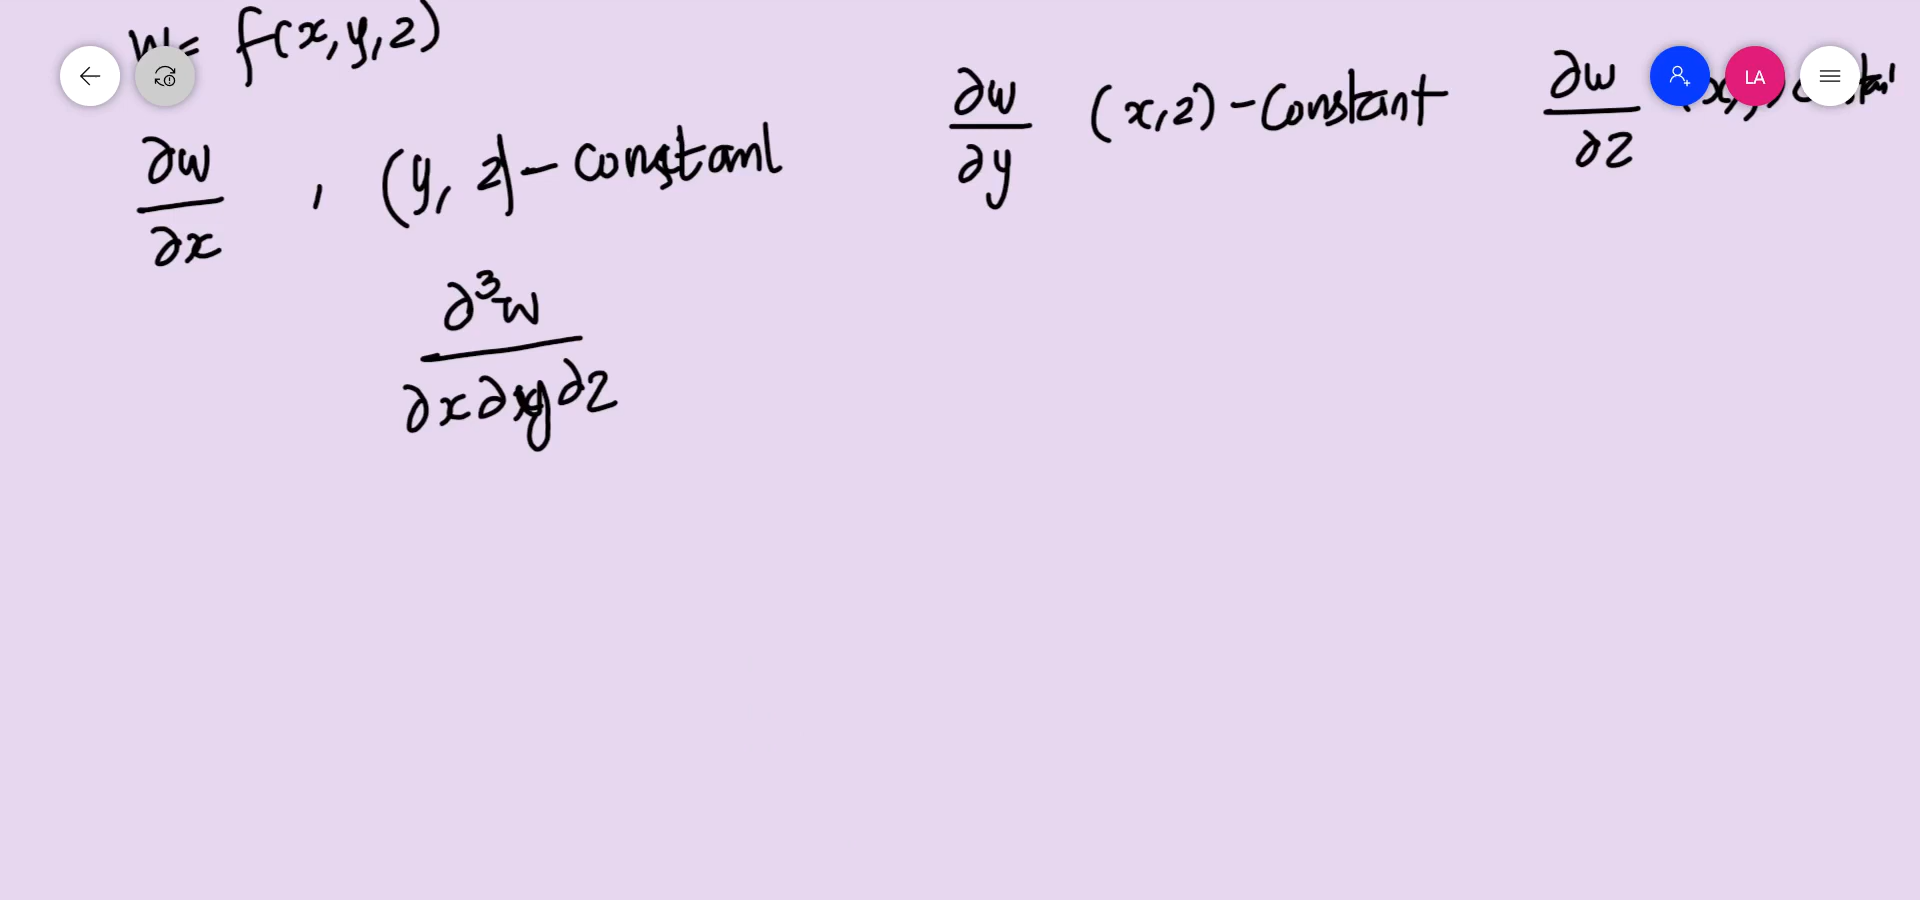 W = f(x, y, z)
∂w/∂x , (y, z) – constant
∂w/∂y (x, z) – Constant
∂w/∂z
LA
∂³w/∂x∂y∂z